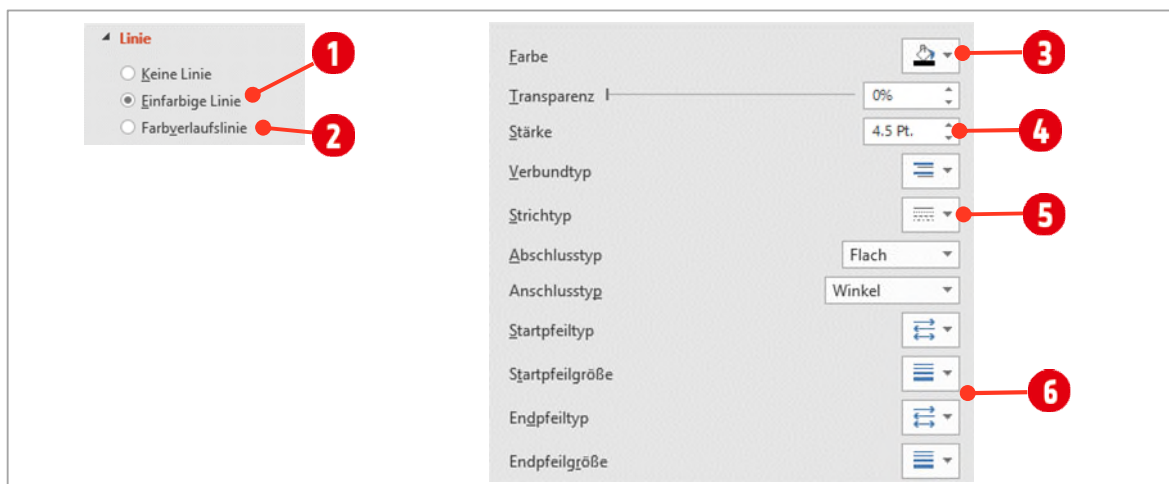 Linie
Keine Linie
Einfarbige Linie
Farbverlaufslinie
1
2
Farbe
3
Transparenz 0%
Stärke 4.5 Pt.
4
Verbundtyp
Strichtyp
5
Abschlusstyp Flach
Anschlusstyp Winkel
Startpfeiltyp
Startpfeilgröße
6
Endpfeiltyp
Endpfeilgröße